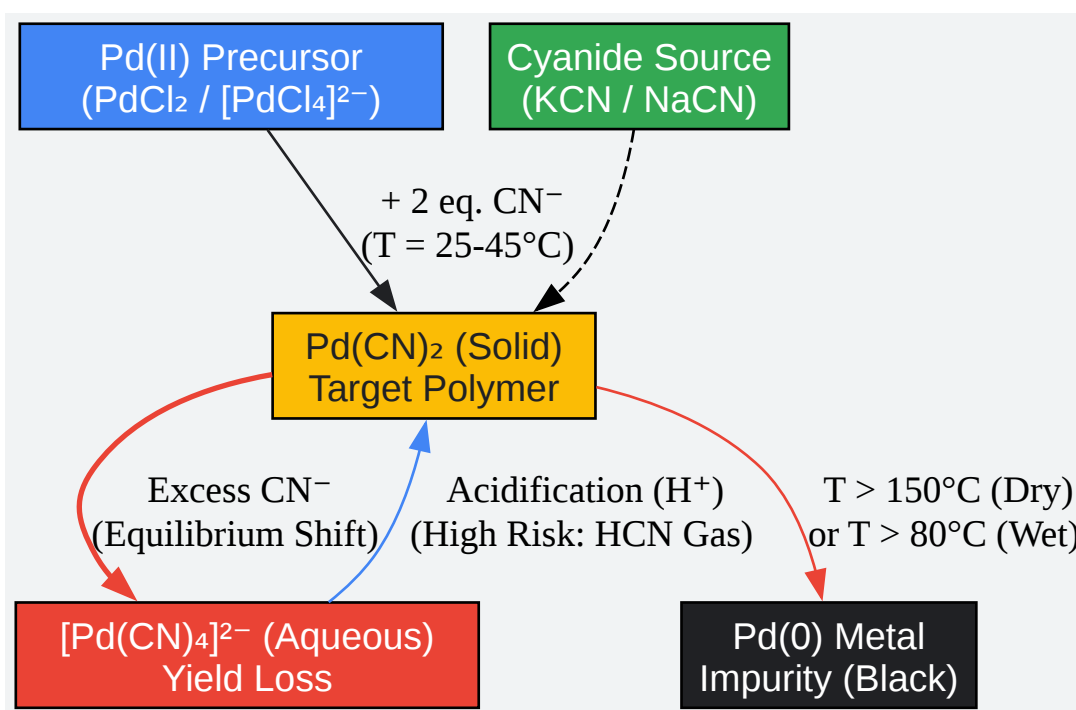 Pd(II) Precursor
(PdCl₂ / [PdCl₄]²⁻)
Cyanide Source
(KCN / NaCN)
+ 2 eq. CN⁻
(T = 25-45°C)
Pd(CN)₂ (Solid)
Target Polymer
Excess CN⁻
(Equilibrium Shift)
Acidification (H⁺)
(High Risk: HCN Gas)
T > 150°C (Dry)
or T > 80°C (Wet)
[Pd(CN)₄]²⁻ (Aqueous)
Yield Loss
Pd(0) Metal
Impurity (Black)